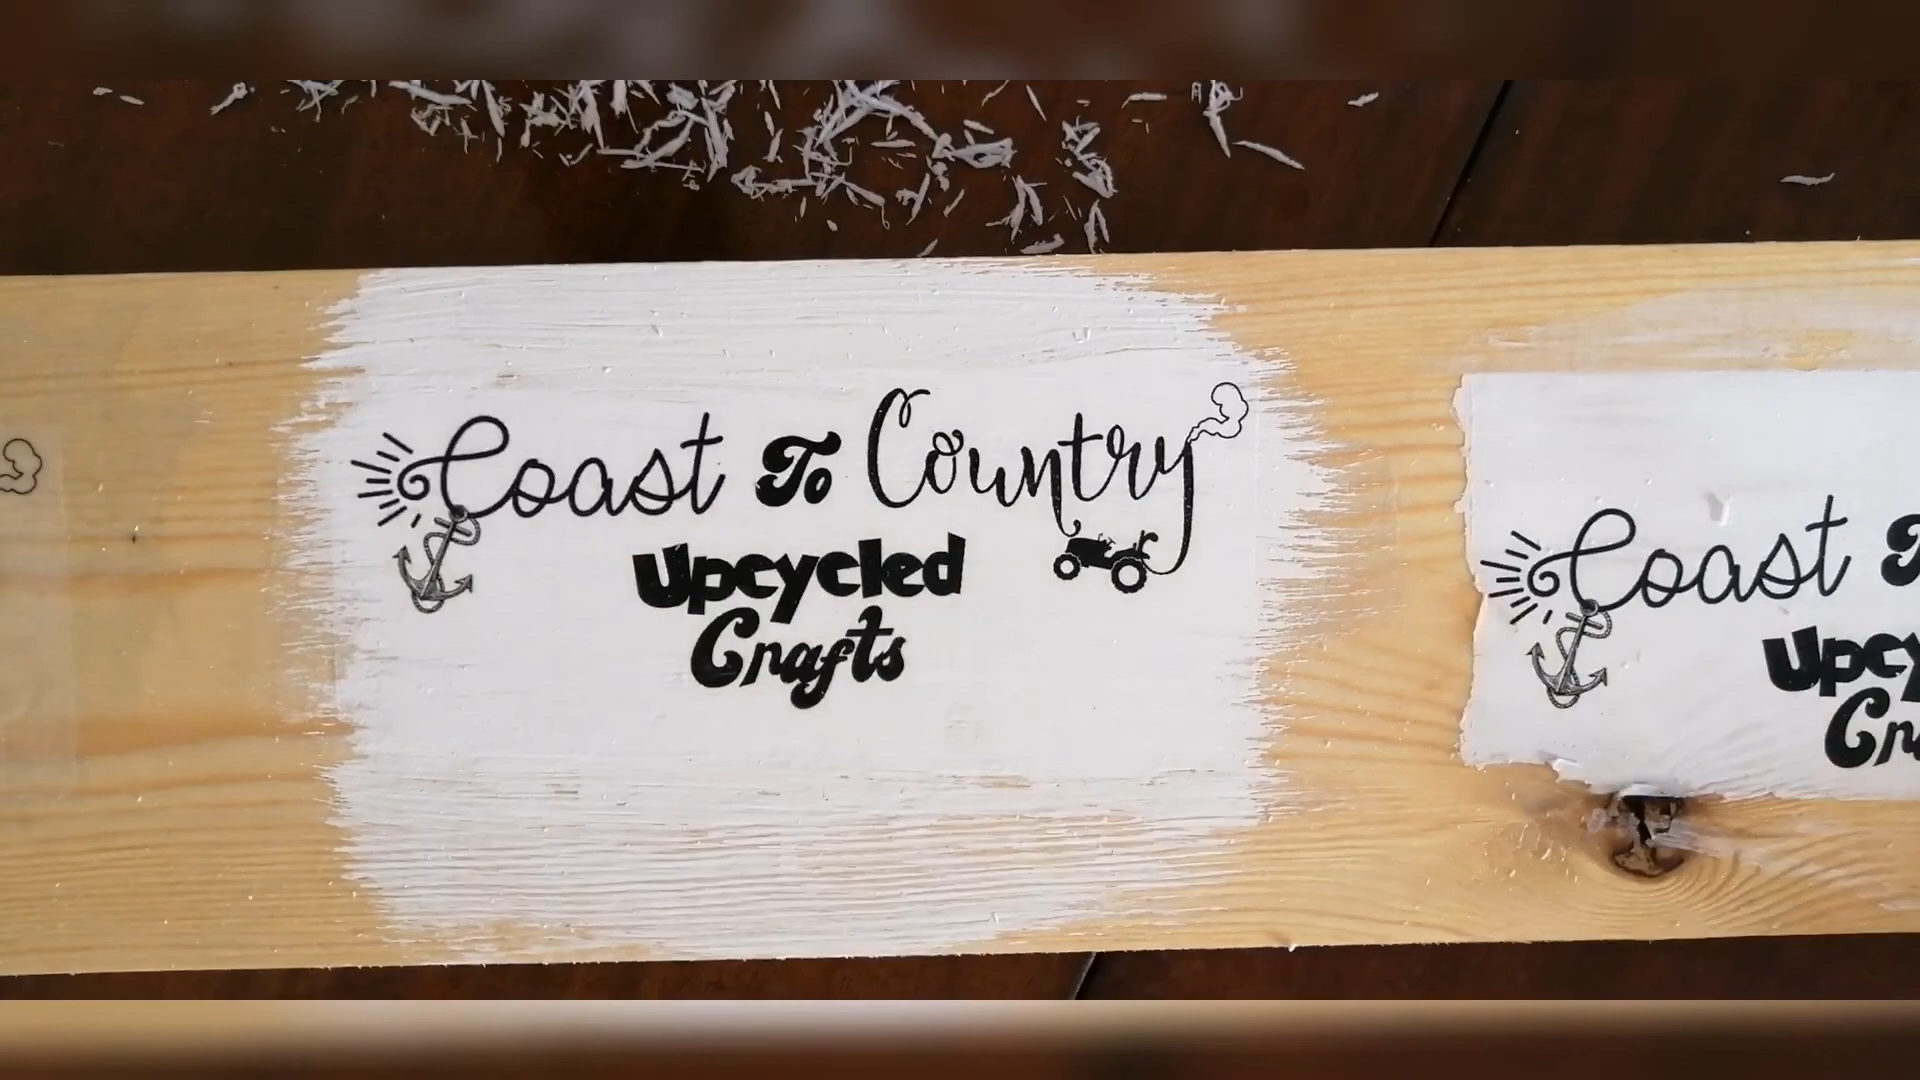 Coast To Country
Upcycled
Crafts
Coast
Upcy
Cr